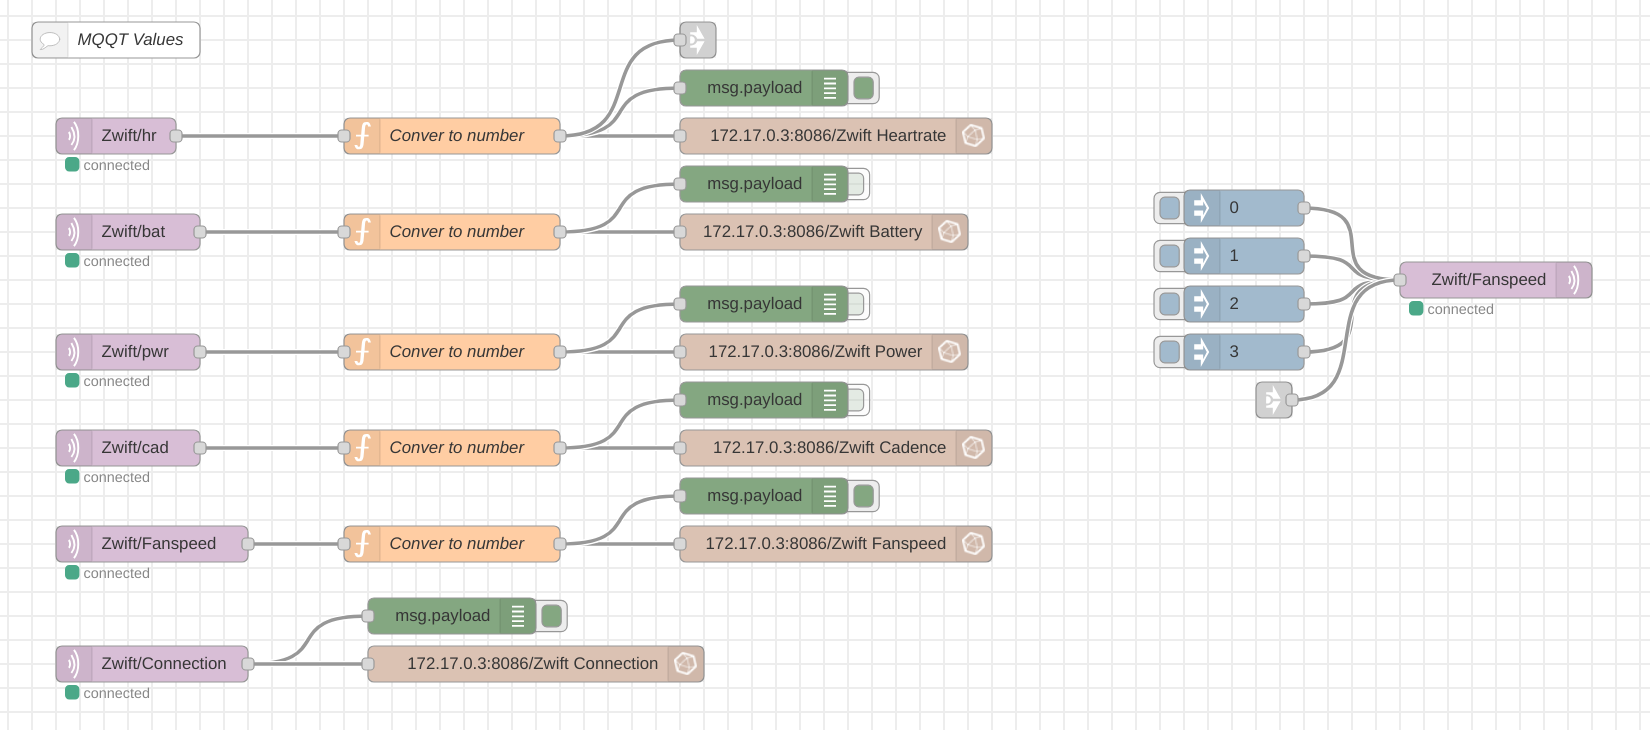 MQQT Values
msg.payload
Zwift/hr
Conver to number
172.17.0.3:8086/Zwift Heartrate
connected
msg.payload
Zwift/bat
Conver to number
172.17.0.3:8086/Zwift Battery
connected
msg.payload
Zwift/pwr
Conver to number
172.17.0.3:8086/Zwift Power
connected
msg.payload
Zwift/cad
Conver to number
172.17.0.3:8086/Zwift Cadence
connected
msg.payload
Zwift/Fanspeed
Conver to number
172.17.0.3:8086/Zwift Fanspeed
connected
msg.payload
Zwift/Connection
172.17.0.3:8086/Zwift Connection
connected
0
1
2
3
Zwift/Fanspeed
connected